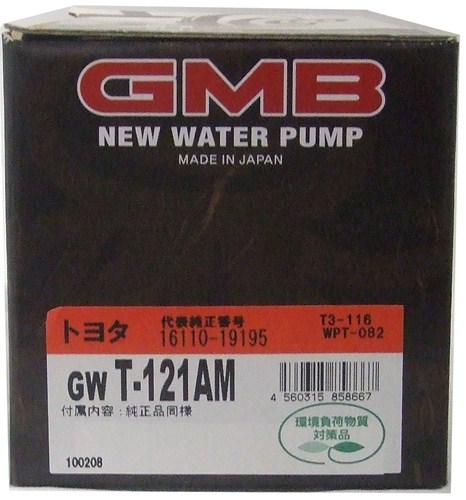 GMB
NEW WATER PUMP
MADE IN JAPAN
トヨタ
代表純正番号
16110-19195
T3-116
WPT-082
GW T-121AM
付属内容:純正品同様
4 560315 858667
環境負荷物質
対策品
100208